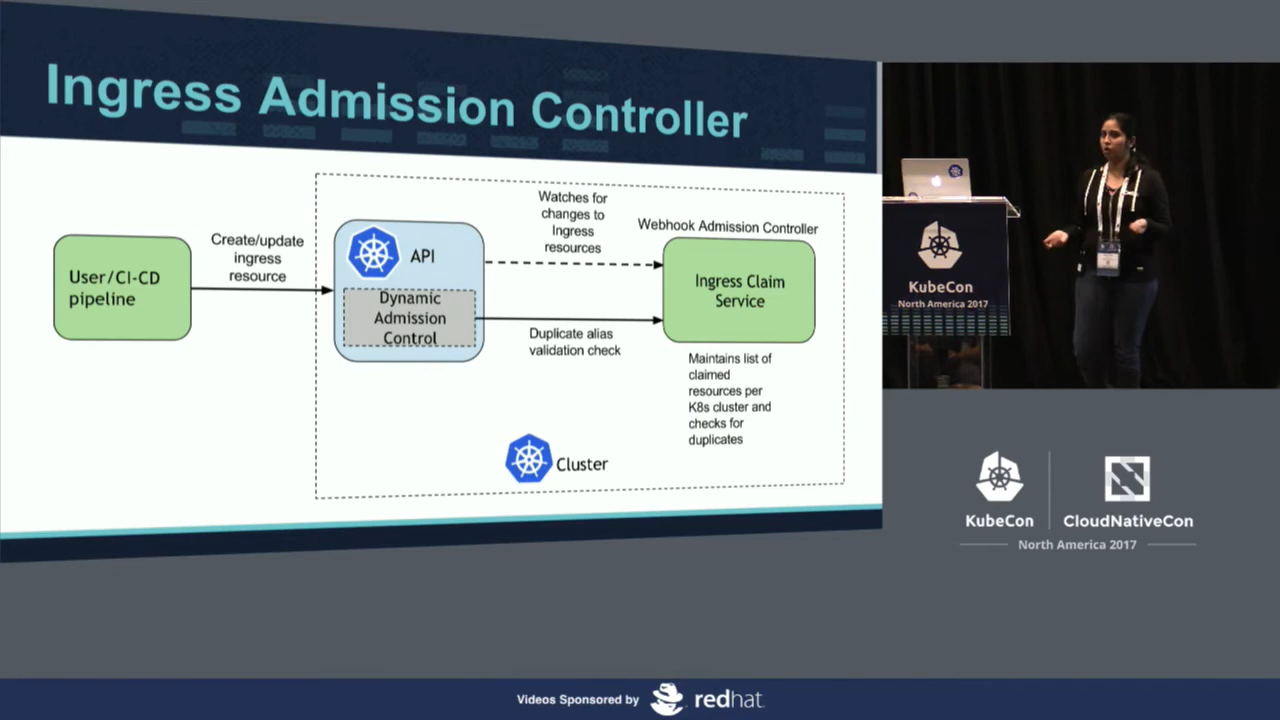 Ingress Admission Controller
User/CI-CD
pipeline
Create/update
ingress
resource
API
Dynamic
Admission
Control
Watches for
changes to
Ingress
resources
Duplicate alias
validation check
Webhook Admission Controller
Ingress Claim
Service
Maintains list of
claimed
resources per
K8s cluster and
checks for
duplicates
Cluster
KubeCon
North America 2017
KubeCon
CloudNativeCon
North America 2017
Videos Sponsored by
redhat